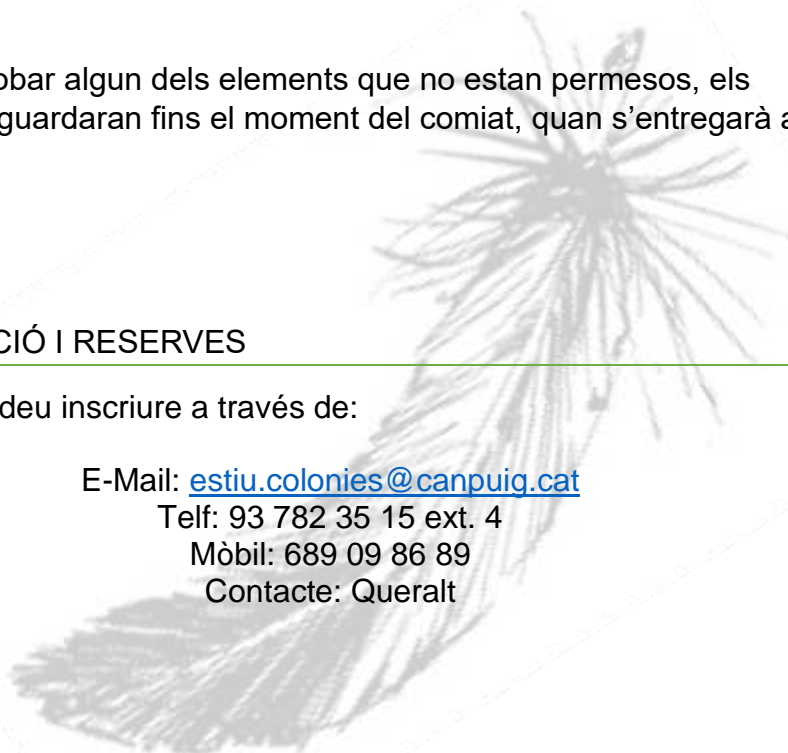 obar algun dels elements que no estan permesos, els
guardaran fins el moment del comiat, quan s’entregarà a
CIÓ I RESERVES
deu inscriure a través de:
E-Mail: estiu.colonies@canpuig.cat
Telf: 93 782 35 15 ext. 4
Mòbil: 689 09 86 89
Contacte: Queralt